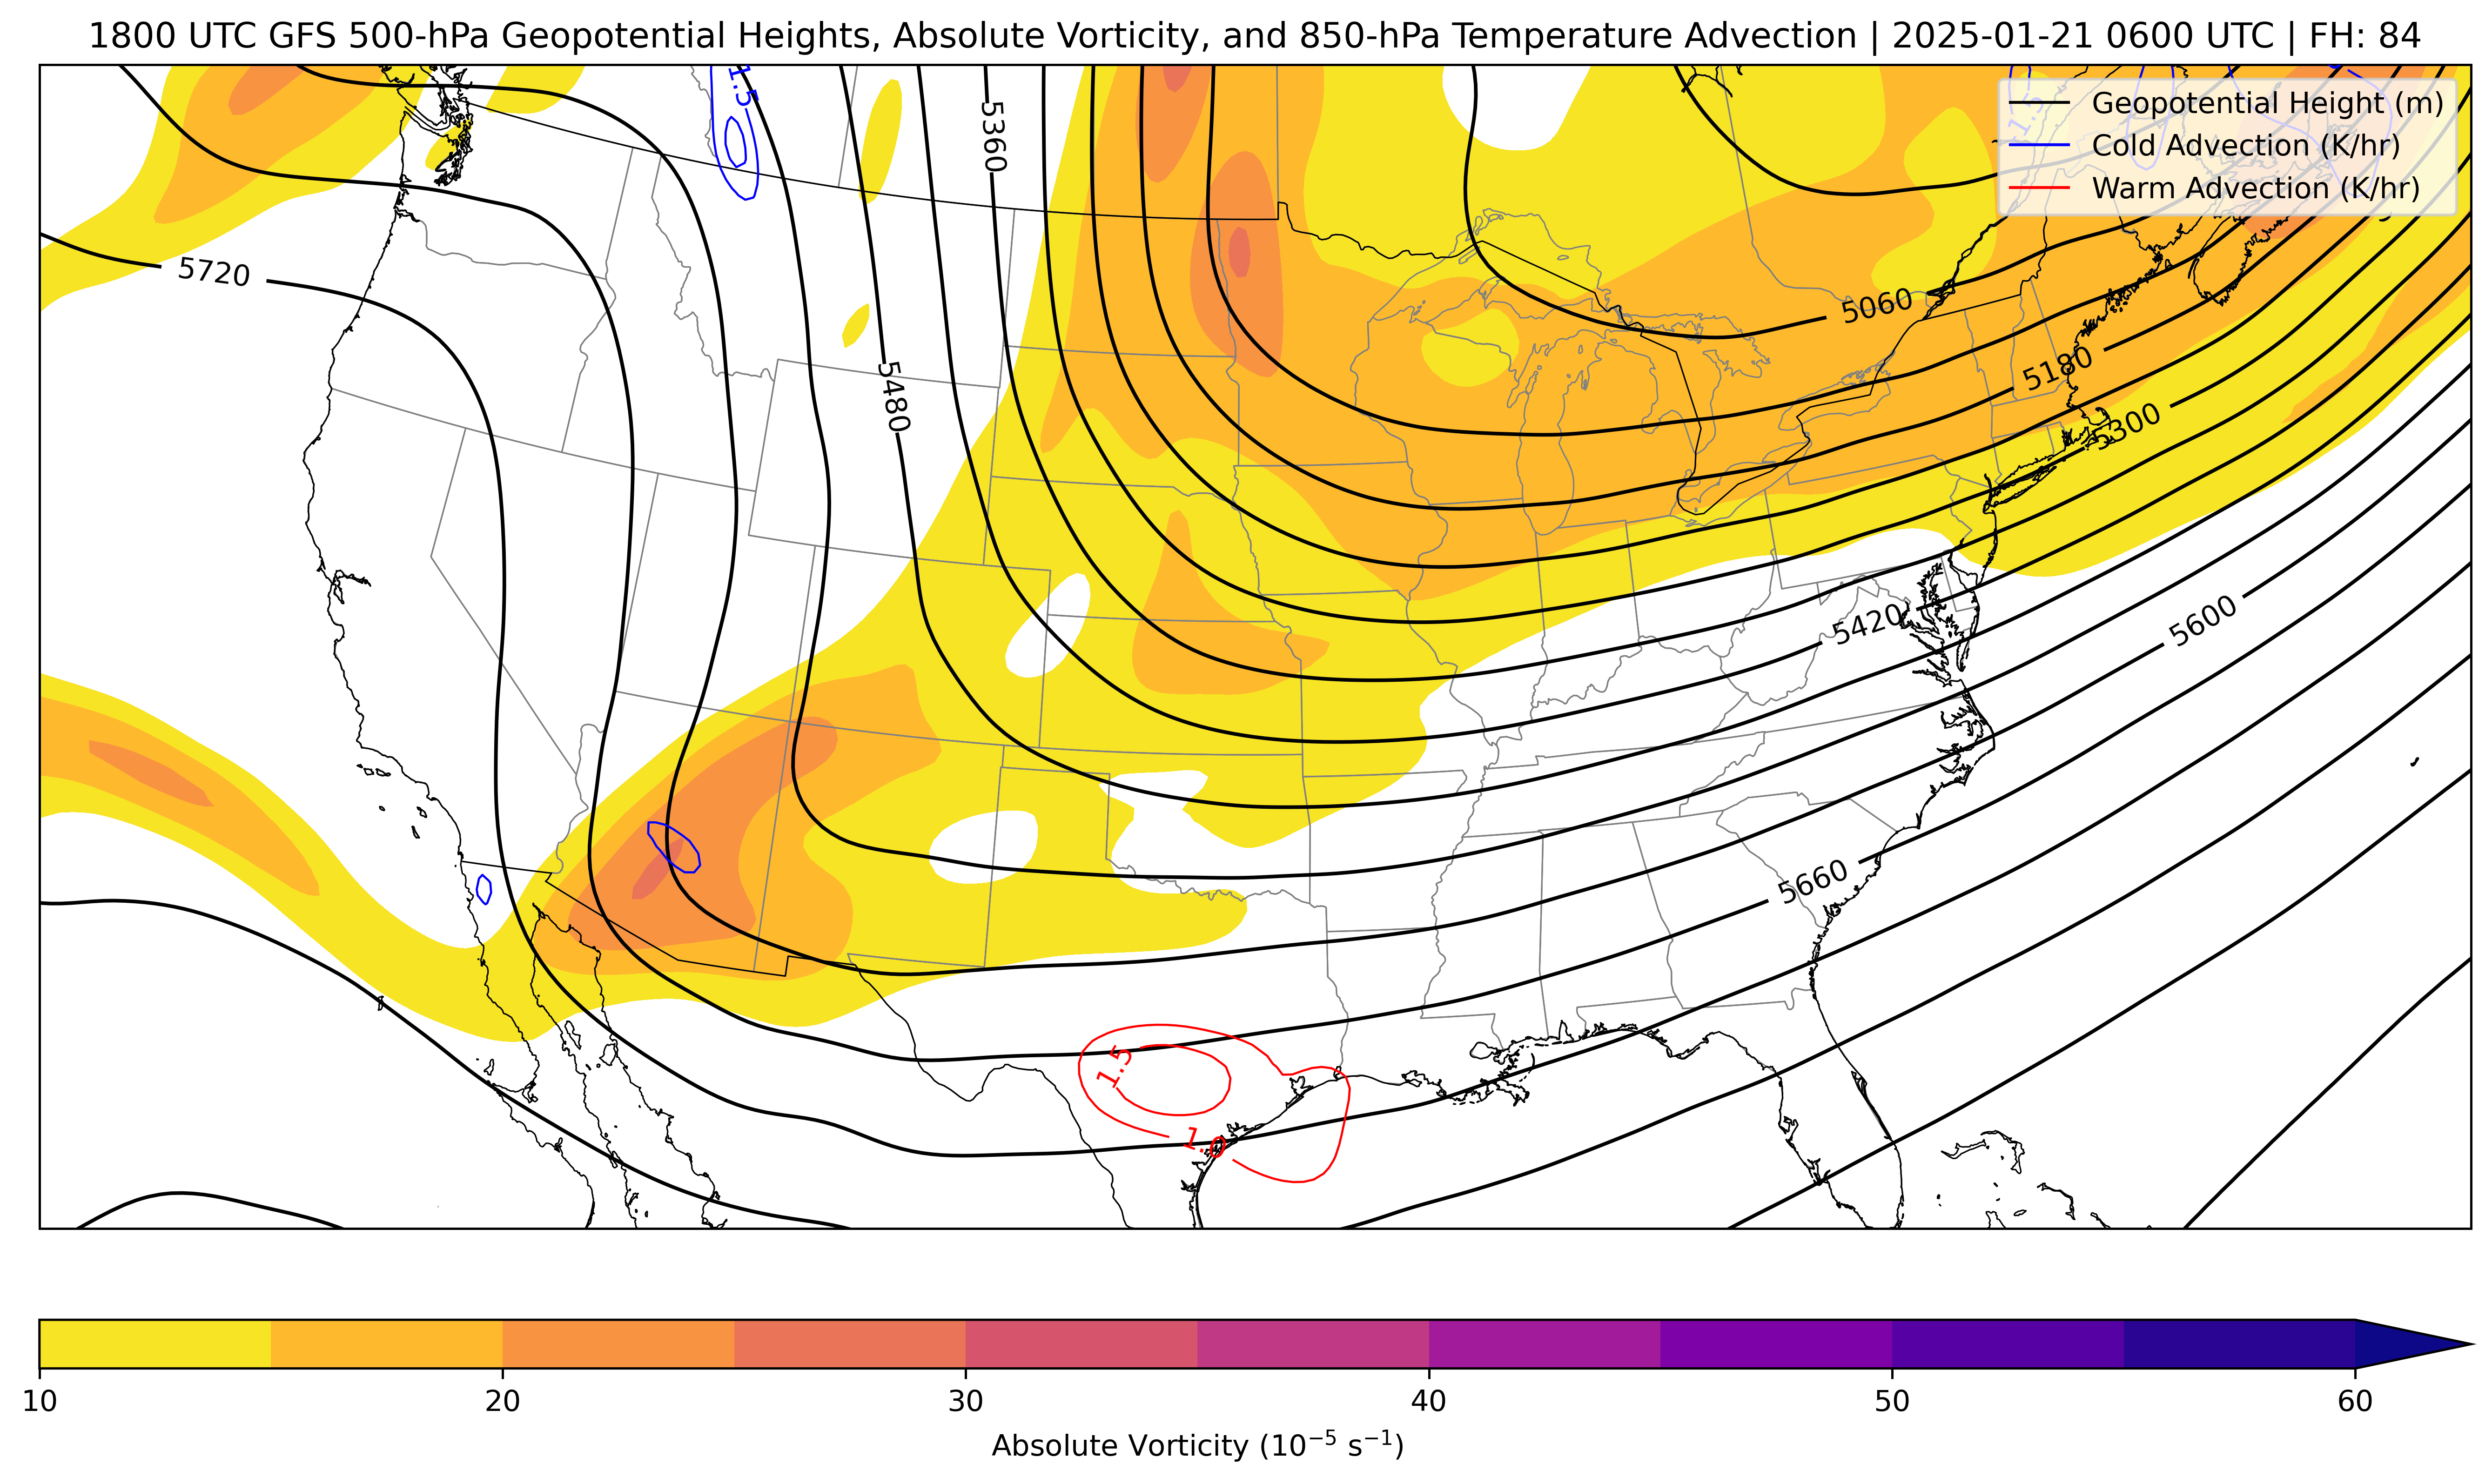 1800 UTC GFS 500-hPa Geopotential Heights, Absolute Vorticity, and 850-hPa Temperature Advection | 2025-01-21 0600 UTC | FH: 84
Geopotential Height (m)
Cold Advection (K/hr)
Warm Advection (K/hr)
1.5
1.5
5360
5720
5060
5180
5480
5300
5420
5600
5660
1.5
1.0
10 20 30 40 50 60
Absolute Vorticity (10⁻⁵ s⁻¹)